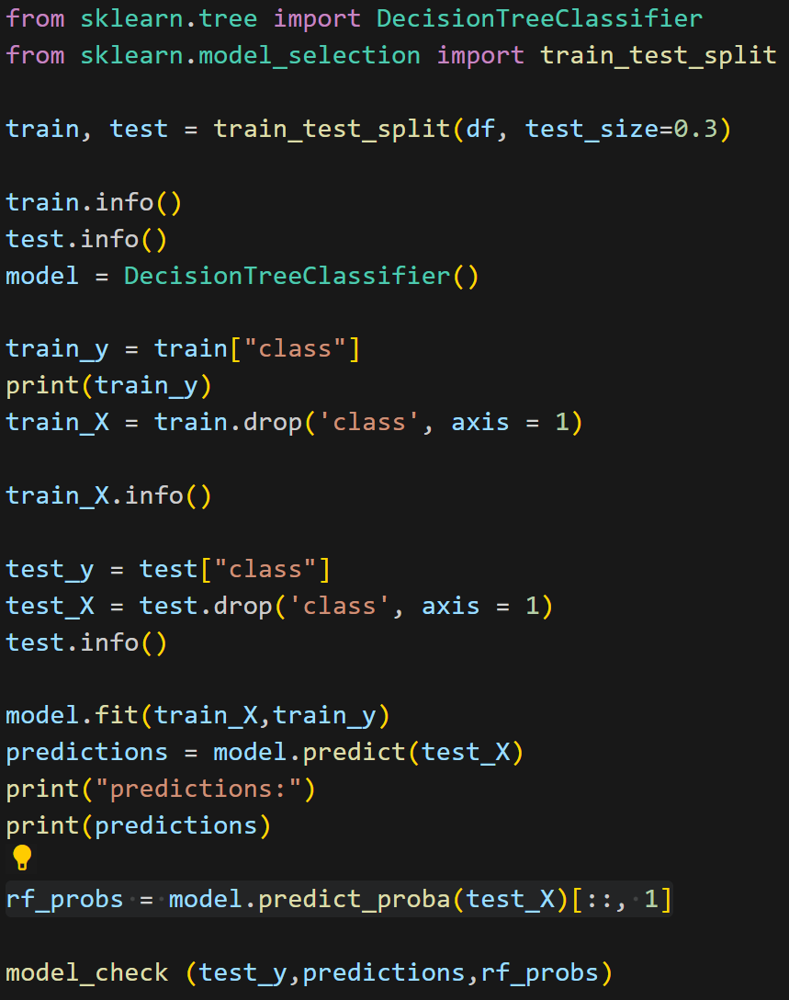 from sklearn.tree import DecisionTreeClassifier
from sklearn.model_selection import train_test_split
train, test = train_test_split(df, test_size=0.3)
train.info()
test.info()
model = DecisionTreeClassifier()
train_y = train["class"]
print(train_y)
train_X = train.drop('class', axis = 1)
train_X.info()
test_y = test["class"]
test_X = test.drop('class', axis = 1)
test.info()
model.fit(train_X,train_y)
predictions = model.predict(test_X)
print("predictions:")
print(predictions)
rf_probs = model.predict_proba(test_X)[::, 1]
model_check (test_y,predictions,rf_probs)